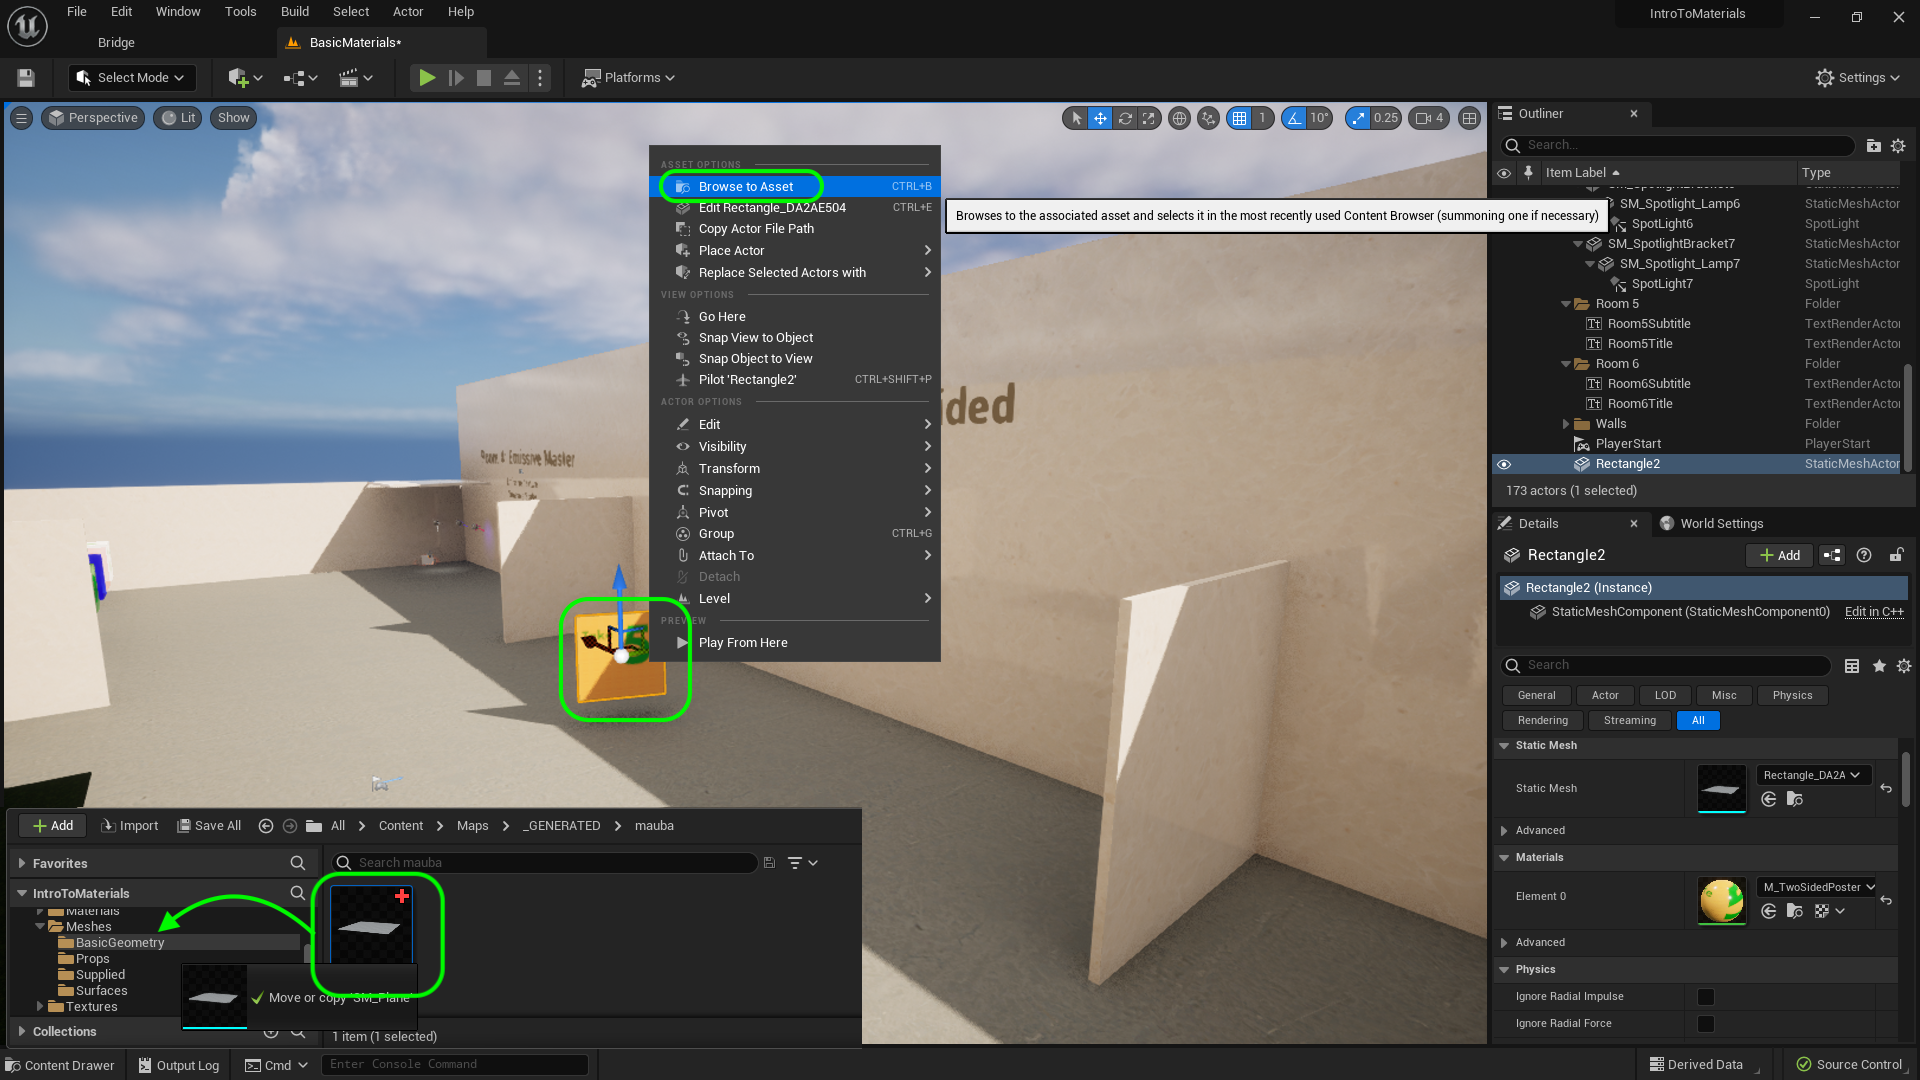 File Edit Window Tools Build Select Actor Help
IntroToMaterials
Bridge
BasicMaterials*
Select Mode
Platforms
Settings
Perspective
Lit
Show
1
10°
0.25
4
ASSET OPTIONS
Browse to Asset CTRL+B
Edit Rectangle_DA2AE504 CTRL+E
Copy Actor File Path
Place Actor
Replace Selected Actors with
VIEW OPTIONS
Go Here
Snap View to Object
Snap Object to View
Pilot 'Rectangle2' CTRL+SHIFT+P
ACTOR OPTIONS
Edit
Visibility
Transform
Snapping
Pivot
Group CTRL+G
Attach To
Detach
Level
PREVIEW
Play From Here
Browses to the associated asset and selects it in the most recently used Content Browser (summoning one if necessary)
ided
Emissive Master
Outliner
Search...
Item Label Type
SM_Spotlight_Lamp6 StaticMeshActor
SpotLight6 SpotLight
SM_SpotlightBracket7 StaticMeshActor
SM_Spotlight_Lamp7 StaticMeshActor
SpotLight7 SpotLight
Room 5 Folder
Room5Subtitle TextRenderActo
Room5Title TextRenderActo
Room 6 Folder
Room6Subtitle TextRenderActo
Room6Title TextRenderActo
Walls Folder
PlayerStart PlayerStart
Rectangle2 StaticMeshActor
173 actors (1 selected)
Details
World Settings
Rectangle2
Add
Rectangle2 (Instance)
StaticMeshComponent (StaticMeshComponent0) Edit in C++
Search
General Actor LOD Misc Physics
Rendering Streaming All
Static Mesh
Static Mesh
Rectangle_DA2A
Advanced
Materials
Element 0
M_TwoSidedPoster
Advanced
Physics
Ignore Radial Impulse
Ignore Radial Force
Add Import Save All All Content Maps _GENERATED mauba
Favorites
Search mauba
IntroToMaterials
Materials
Meshes
BasicGeometry
Props
Supplied
Surfaces
Textures
Move or copy 'SM_Plane'
Collections
1 item (1 selected)
Content Drawer
Output Log
Cmd
Enter Console Command
Derived Data
Source Control